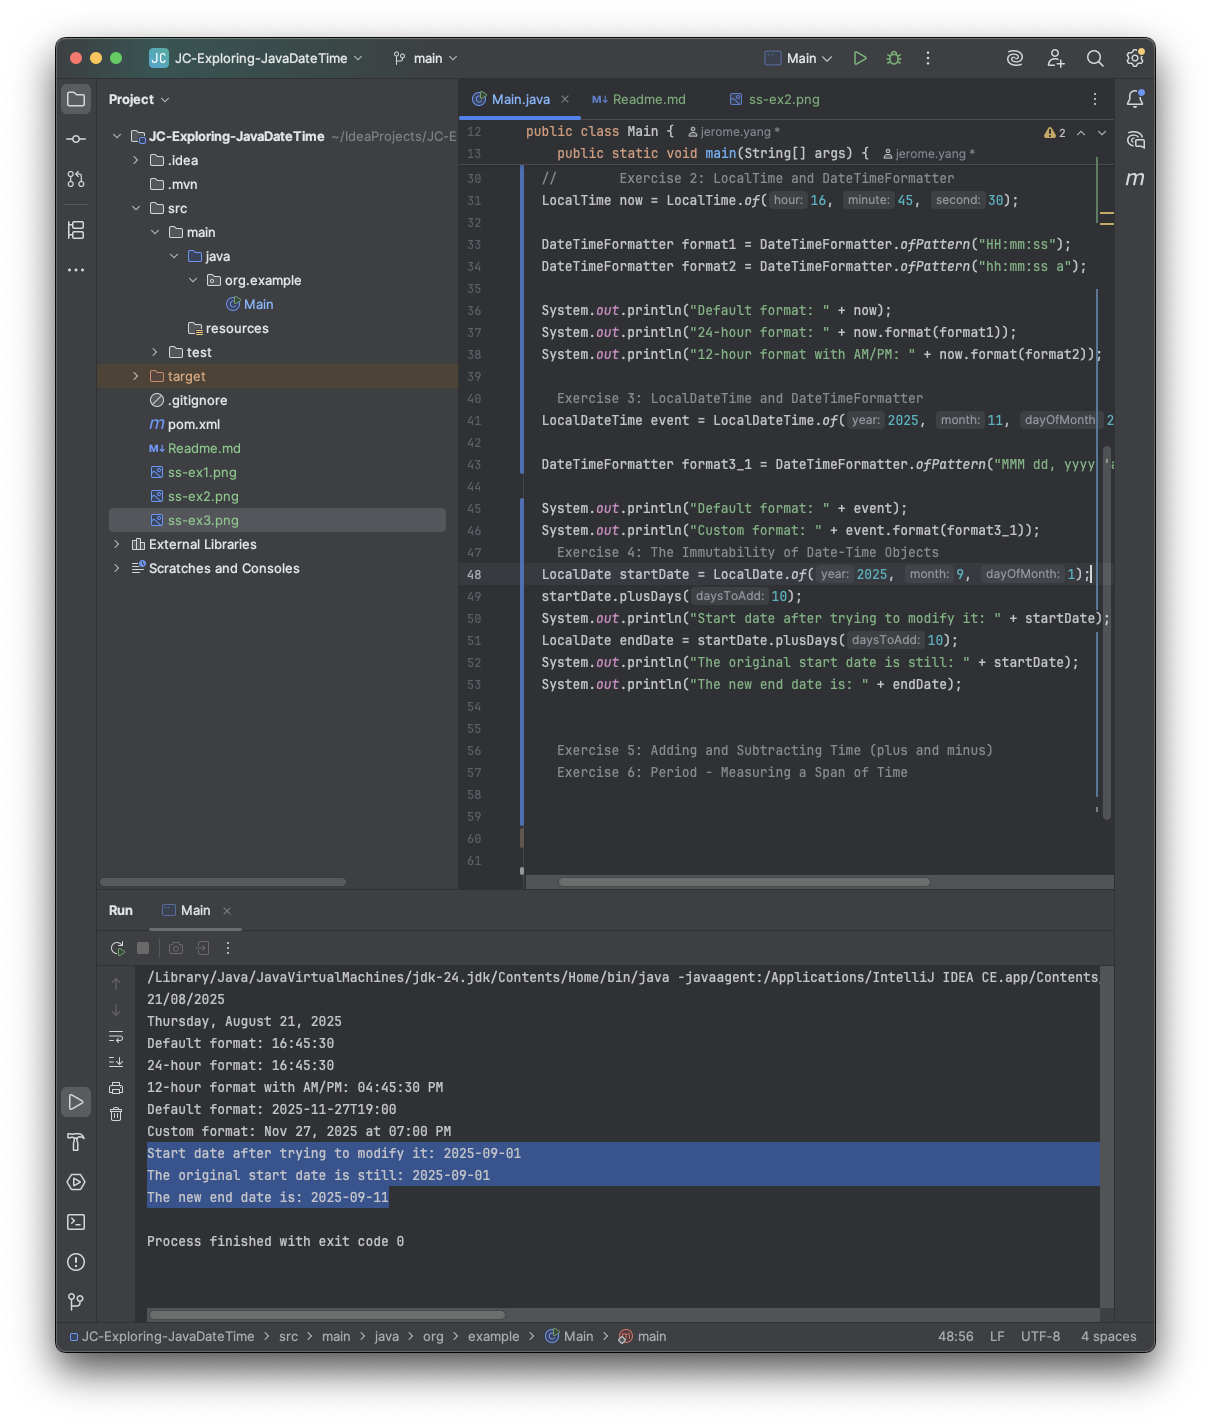 JC JC-Exploring-JavaDateTime main Main
Project
Main.java Readme.md ss-ex2.png
JC-Exploring-JavaDateTime ~/IdeaProjects/JC-E
.idea
.mvn
src
main
java
org.example
Main
resources
test
target
.gitignore
pom.xml
Readme.md
ss-ex1.png
ss-ex2.png
ss-ex3.png
External Libraries
Scratches and Consoles
12 public class Main { jerome.yang * 2
13 public static void main(String[] args) { jerome.yang *
30 // Exercise 2: LocalTime and DateTimeFormatter
31 LocalTime now = LocalTime.of( hour: 16, minute: 45, second: 30);
32
33 DateTimeFormatter format1 = DateTimeFormatter.ofPattern("HH:mm:ss");
34 DateTimeFormatter format2 = DateTimeFormatter.ofPattern("hh:mm:ss a");
35
36 System.out.println("Default format: " + now);
37 System.out.println("24-hour format: " + now.format(format1));
38 System.out.println("12-hour format with AM/PM: " + now.format(format2));
39
40 Exercise 3: LocalDateTime and DateTimeFormatter
41 LocalDateTime event = LocalDateTime.of( year: 2025, month: 11, dayOfMonth: 2
42
43 DateTimeFormatter format3_1 = DateTimeFormatter.ofPattern("MMM dd, yyyy 'a
44
45 System.out.println("Default format: " + event);
46 System.out.println("Custom format: " + event.format(format3_1));
47 Exercise 4: The Immutability of Date-Time Objects
48 LocalDate startDate = LocalDate.of( year: 2025, month: 9, dayOfMonth: 1);
49 startDate.plusDays( daysToAdd: 10);
50 System.out.println("Start date after trying to modify it: " + startDate);
51 LocalDate endDate = startDate.plusDays( daysToAdd: 10);
52 System.out.println("The original start date is still: " + startDate);
53 System.out.println("The new end date is: " + endDate);
54
55
56 Exercise 5: Adding and Subtracting Time (plus and minus)
57 Exercise 6: Period - Measuring a Span of Time
58
59
60
61
Run Main
/Library/Java/JavaVirtualMachines/jdk-24.jdk/Contents/Home/bin/java -javaagent:/Applications/IntelliJ IDEA CE.app/Contents/
21/08/2025
Thursday, August 21, 2025
Default format: 16:45:30
24-hour format: 16:45:30
12-hour format with AM/PM: 04:45:30 PM
Default format: 2025-11-27T19:00
Custom format: Nov 27, 2025 at 07:00 PM
Start date after trying to modify it: 2025-09-01
The original start date is still: 2025-09-01
The new end date is: 2025-09-11
Process finished with exit code 0
JC-Exploring-JavaDateTime > src > main > java > org > example > Main > main 48:56 LF UTF-8 4 spaces